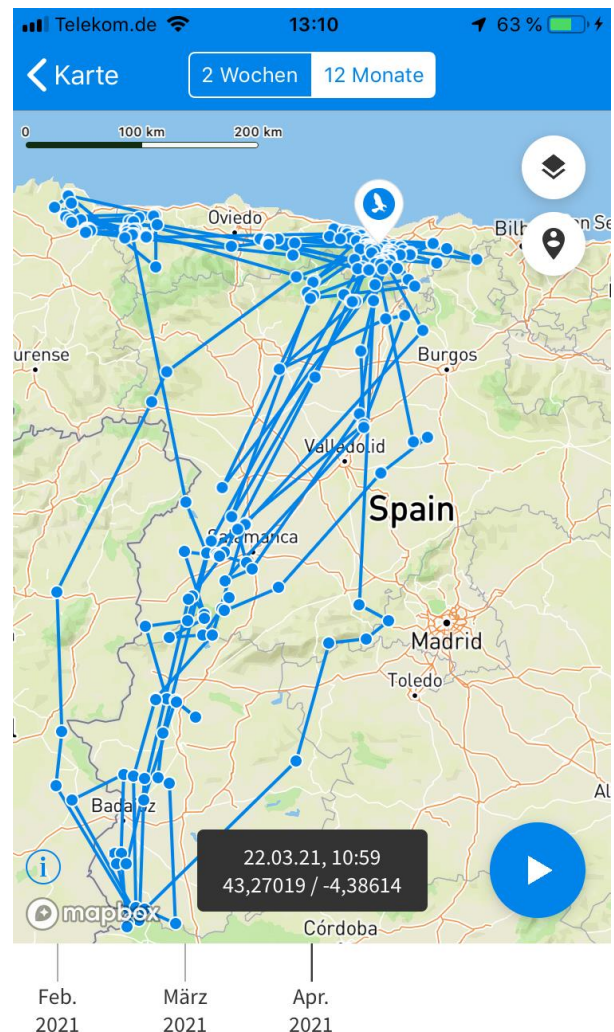 Telekom.de 13:10 63 %
Karte
2 Wochen 12 Monate
0 100 km 200 km
Oviedo
Burgos
Valladolid
Spain
Salamanca
Madrid
Toledo
Badajoz
22.03.21, 10:59
43,27019 / -4,38614
i
mapbox
Córdoba
Feb. März Apr.
2021 2021 2021